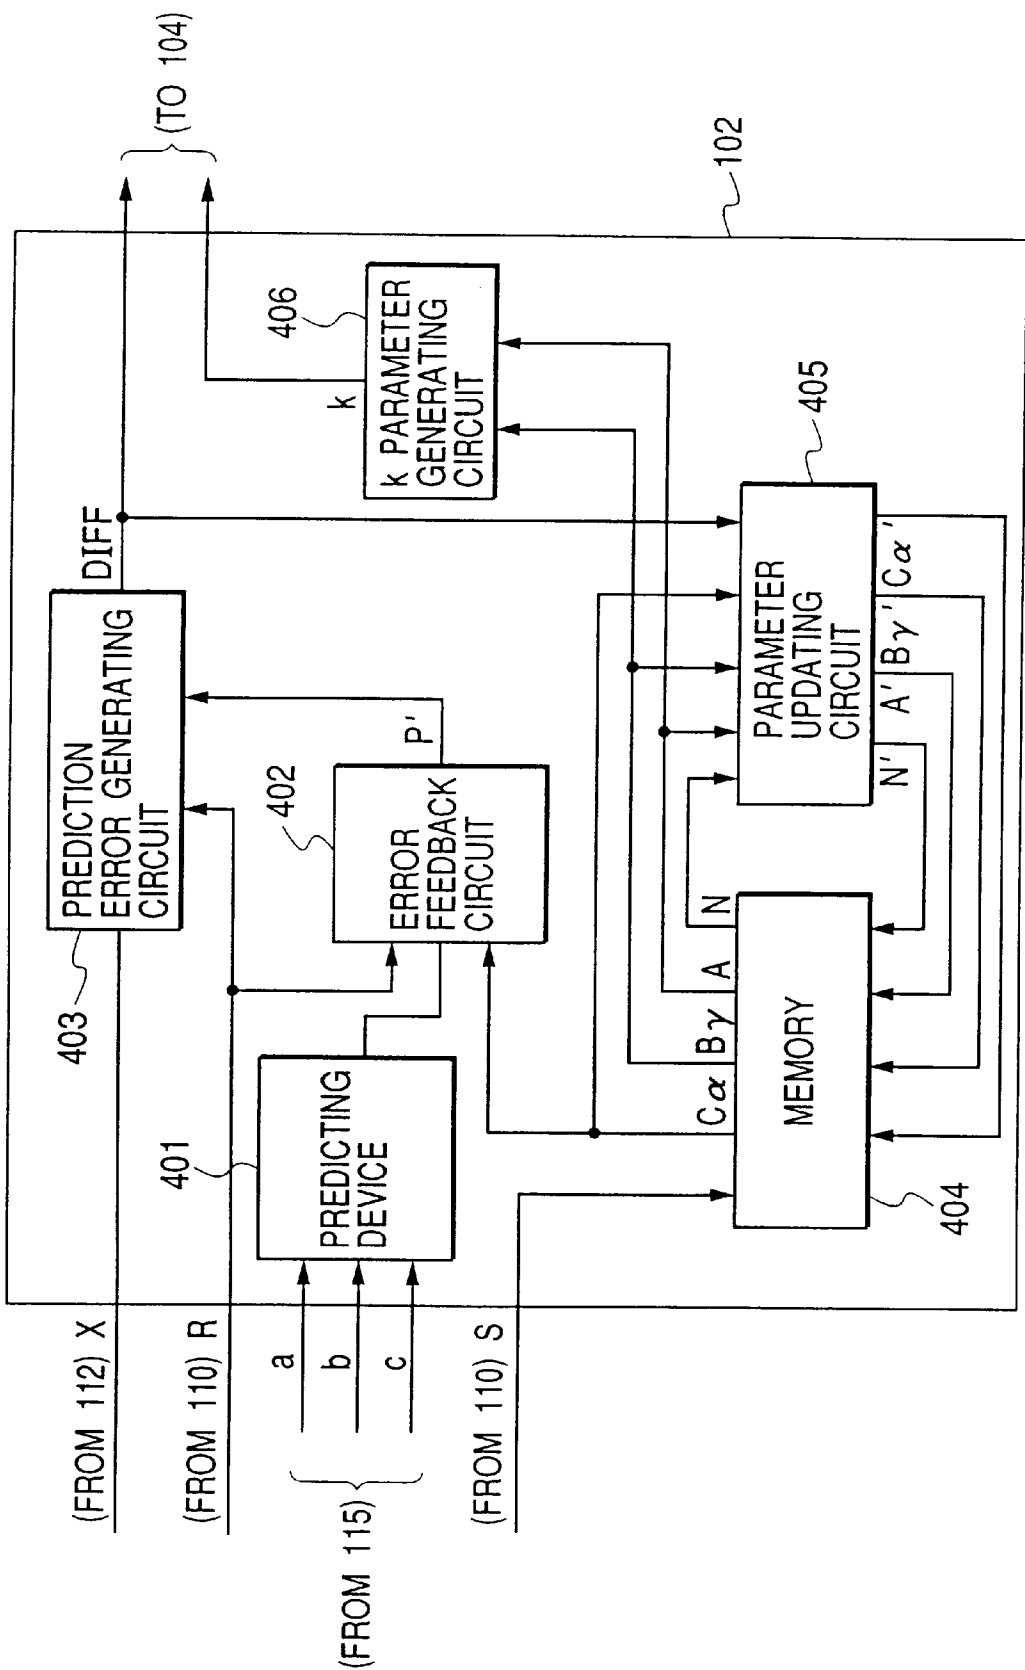 (FROM 112) X
(FROM 110) R
a
b
c
(FROM 115)
(FROM 110) S
403
PREDICTION
ERROR GENERATING
CIRCUIT
DIFF
(TO 104)
401
PREDICTING
DEVICE
402
ERROR
FEEDBACK
CIRCUIT
P'
406
k PARAMETER
GENERATING
CIRCUIT
k
102
404
MEMORY
Cα
Bγ
A
N
405
PARAMETER
UPDATING
CIRCUIT
N'
A'
Bγ'
Cα'